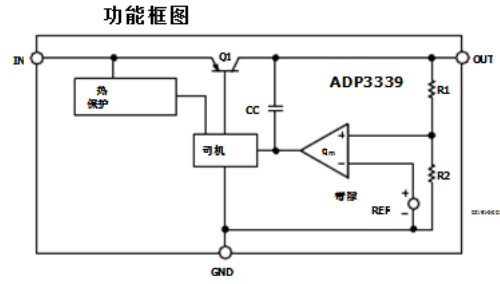 功能框图
IN
Q1
OUT
热
保护
CC
ADP3339
R1
司机
+
gm
−
R2
带隙
REF
+
−
GND